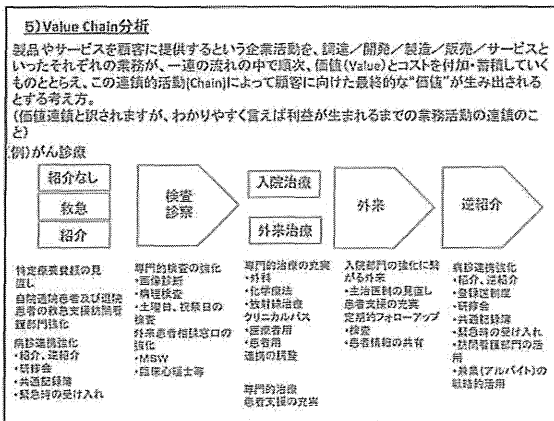 5)Value Chain分析
製品やサービスを顧客に提供するという企業活動を、調達/開発/製造/販売/サービスと
いったそれぞれの業務が、一連の流れの中で順次、価値(Value)とコストを付加・蓄積していく
ものととらえ、この連鎖的活動(Chain)によって顧客に向けた最終的な“価値”が生み出される
とする考え方。
(価値連鎖と訳されますが、わかりやすく言えば利益が生まれるまでの業務活動の連鎖のこ
と)
例)がん診療
紹介なし
救急
紹介
検査
診察
入院治療
外来治療
外来
逆紹介
特定療養費額の見
直し
自院通院患者及び退院
患者の救急支援訪問看
護部門強化
病診連携強化
・紹介、逆紹介
・研修会
・共通記録簿
・緊急時の受け入れ
専門的検査の強化
・画像診断
・病理検査
・土曜日、祝祭日の
検査
外来患者相談窓口の
強化
・MSW
・臨床心理士等
専門的治療の充実
・外科
・化学療法
・放射線治療
クリニカルパス
・医療者用
・患者用
連携の調整
専門的治療
患者支援の充実
入院部門の強化に繋
がる外来
・主治医制の見直し
患者支援の充実
定期的フォローアップ
・検査
・患者情報の共有
病診連携強化
・紹介、逆紹介
・登録医制度
・研修会
・共通記録簿
・緊急時の受け入れ
・訪問看護部門の活
用
・兼業(アルバイト)の
戦略的活用